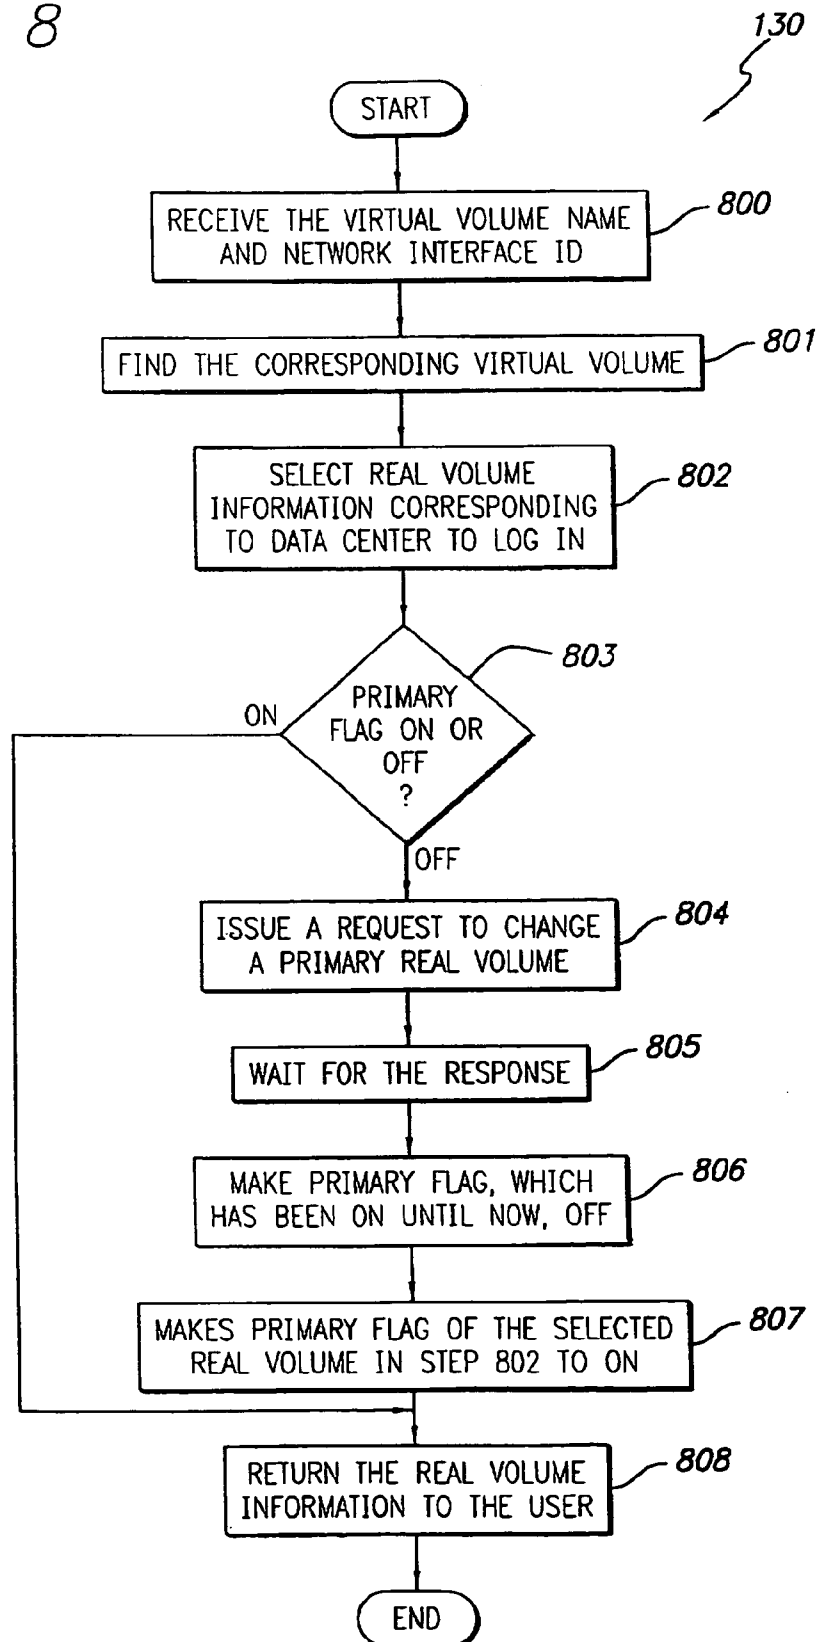 8
130
START
RECEIVE THE VIRTUAL VOLUME NAME
AND NETWORK INTERFACE ID
800
FIND THE CORRESPONDING VIRTUAL VOLUME
801
SELECT REAL VOLUME
INFORMATION CORRESPONDING
TO DATA CENTER TO LOG IN
802
PRIMARY
FLAG ON OR
OFF
?
803
ON
OFF
ISSUE A REQUEST TO CHANGE
A PRIMARY REAL VOLUME
804
WAIT FOR THE RESPONSE
805
MAKE PRIMARY FLAG, WHICH
HAS BEEN ON UNTIL NOW, OFF
806
MAKES PRIMARY FLAG OF THE SELECTED
REAL VOLUME IN STEP 802 TO ON
807
RETURN THE REAL VOLUME
INFORMATION TO THE USER
808
END